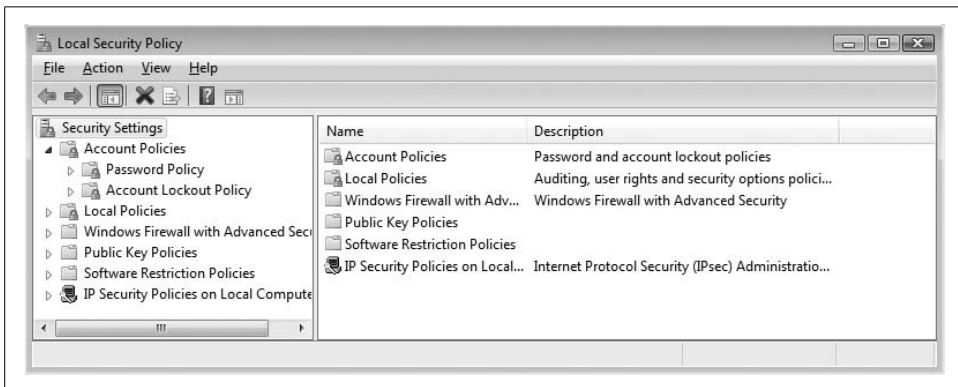 Local Security Policy
File Action View Help
Security Settings
Account Policies
Password Policy
Account Lockout Policy
Local Policies
Windows Firewall with Advanced Secu
Public Key Policies
Software Restriction Policies
IP Security Policies on Local Compute
Name Description
Account Policies Password and account lockout policies
Local Policies Auditing, user rights and security options polici...
Windows Firewall with Adv... Windows Firewall with Advanced Security
Public Key Policies
Software Restriction Policies
IP Security Policies on Local... Internet Protocol Security (IPsec) Administratio...